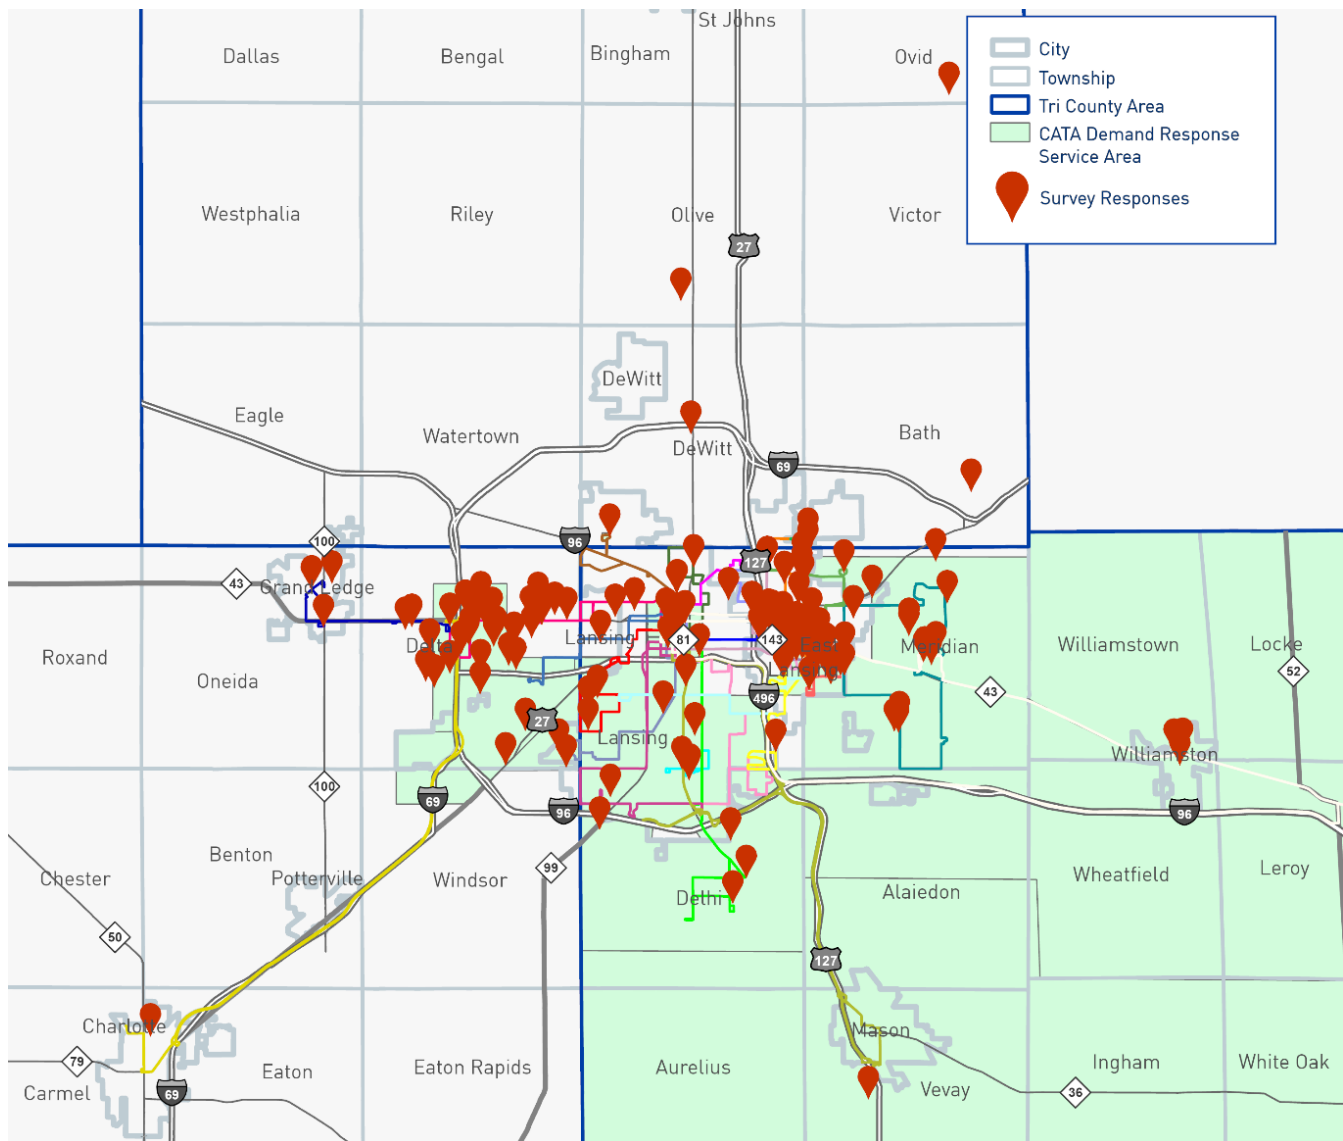 St Johns
Dallas
Bengal
Bingham
Ovid
City
Township
Tri County Area
CATA Demand Response
Service Area
Survey Responses
Westphalia
Riley
Olive
Victor
27
DeWitt
Eagle
Watertown
DeWitt
Bath
69
100
96
127
43
Grand Ledge
Roxand
Oneida
Delta
Lansing
81
143
East
Lansing
Meridian
Williamstown
Locke
52
43
496
27
Lansing
Williamston
100
69
96
96
Benton
Potterville
Windsor
99
Chester
50
Delhi
Alaiedon
Wheatfield
Leroy
127
Charlotte
Mason
79
Carmel
69
Eaton
Eaton Rapids
Aurelius
Vevay
36
Ingham
White Oak